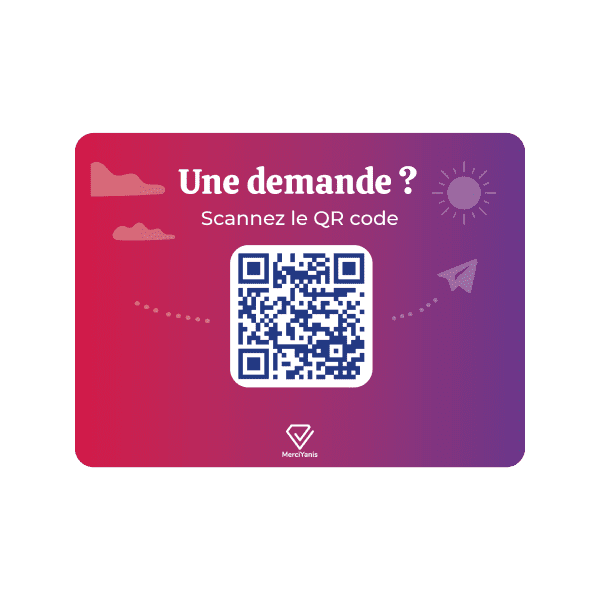 Une demande ?
Scannez le QR code
MerciYanis